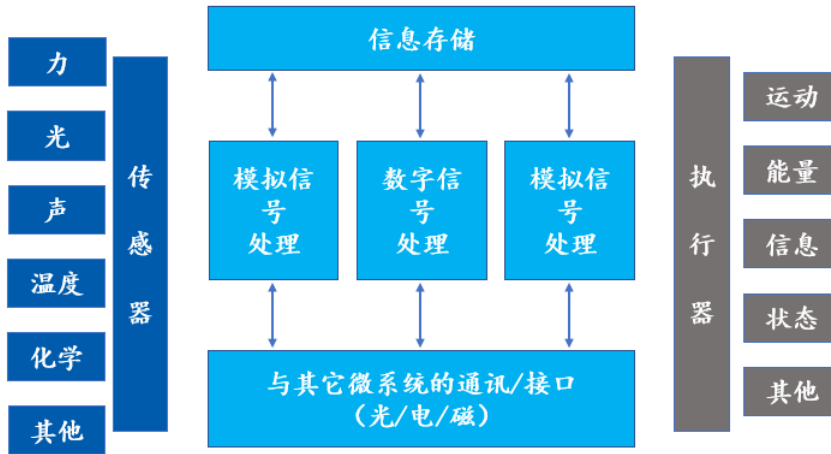 力
光
声
温度
化学
其他
传
感
器
信息存储
模拟信
号
处理
数字信
号
处理
模拟信
号
处理
与其它微系统的通讯/接口
（光/电/磁）
执
行
器
运动
能量
信息
状态
其他